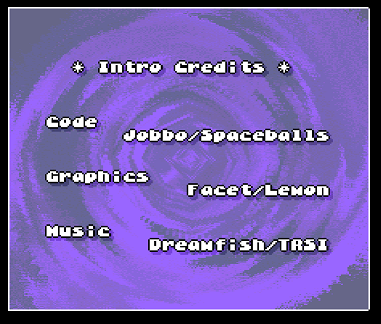 * Intro Credits *
Code
Jobbo/Spaceballs
Graphics
Facet/Lemon
Music
Dreamfish/TRSI